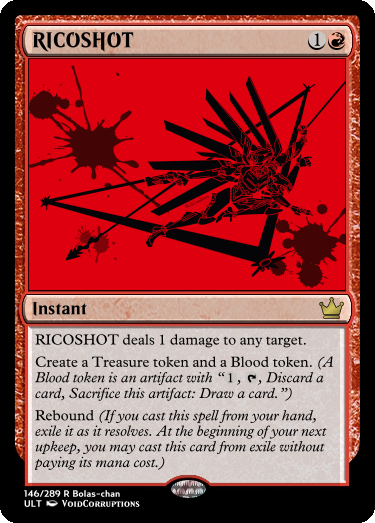 RICOSHOT 1
Instant
RICOSHOT deals 1 damage to any target.
Create a Treasure token and a Blood token. (A
Blood token is an artifact with “1, , Discard a
card, Sacrifice this artifact: Draw a card.”)
Rebound (If you cast this spell from your hand,
exile it as it resolves. At the beginning of your next
upkeep, you may cast this card from exile without
paying its mana cost.)
146/289 R Bolas-chan
ULT VOIDCORRUPTIONS